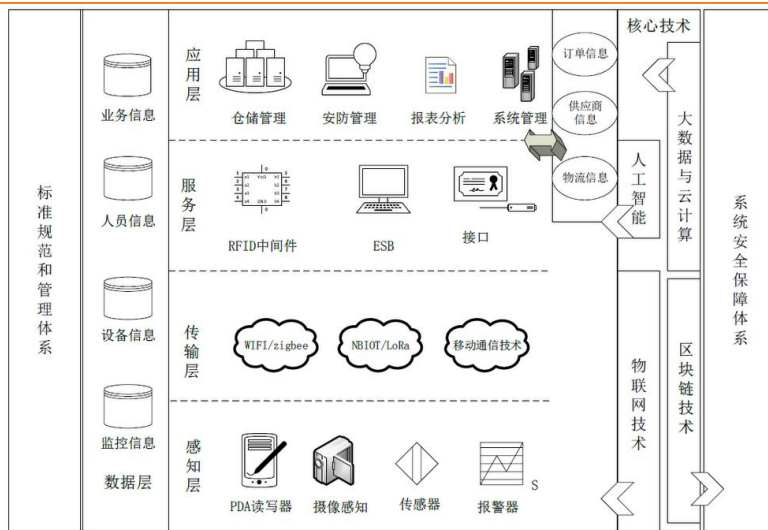 标准规范和管理体系
业务信息
人员信息
设备信息
监控信息
数据层
应用层
仓储管理
安防管理
报表分析
系统管理
服务层
RFID中间件
ESB
接口
传输层
WIFI/zigbee
NBIOT/LoRa
移动通信技术
感知层
PDA读写器
摄像感知
传感器
报警器
S
订单信息
供应商
信息
物流信息
核心技术
人工智能
大数据与云计算
物联网技术
区块链技术
系统安全保障体系